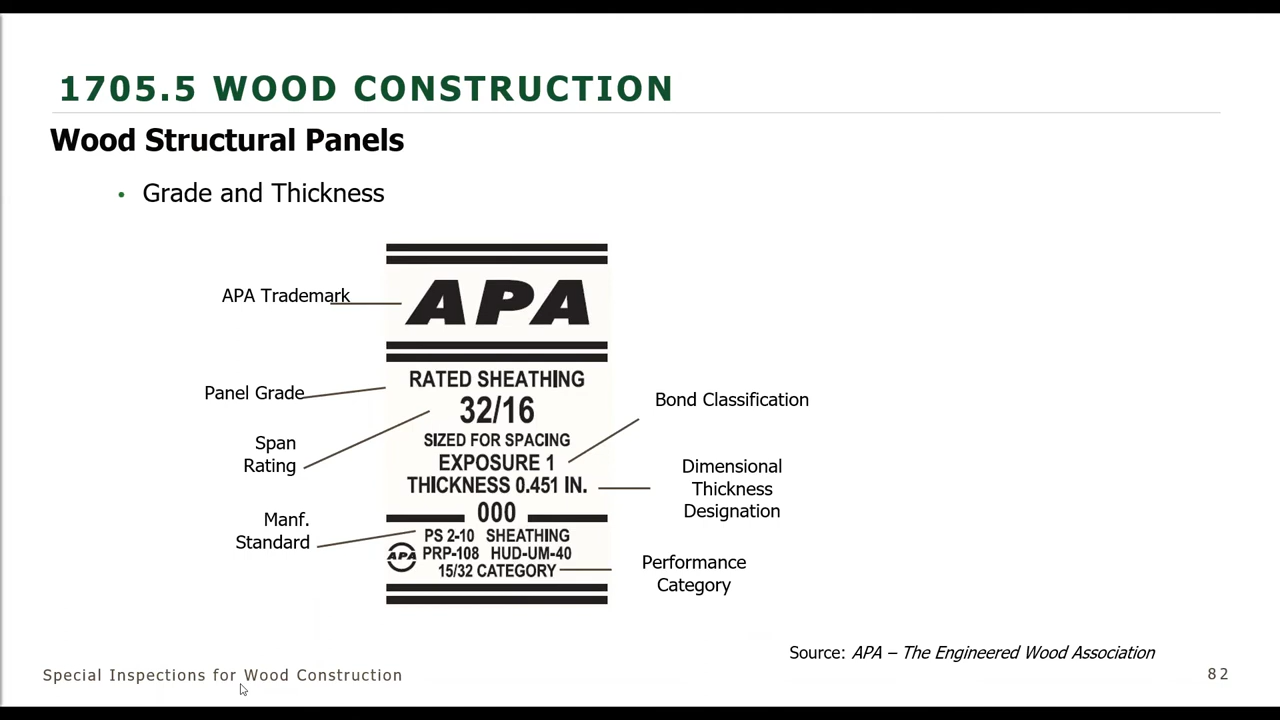 1705.5 WOOD CONSTRUCTION
Wood Structural Panels
• Grade and Thickness
APA Trademark
APA
Panel Grade
RATED SHEATHING
Span
Rating
32/16
SIZED FOR SPACING
Bond Classification
EXPOSURE 1
THICKNESS 0.451 IN.
Dimensional
Thickness
Designation
000
Manf.
Standard
PS 2-10 SHEATHING
APA PRP-108 HUD-UM-40
15/32 CATEGORY
Performance
Category
Source: APA – The Engineered Wood Association
Special Inspections for Wood Construction
82